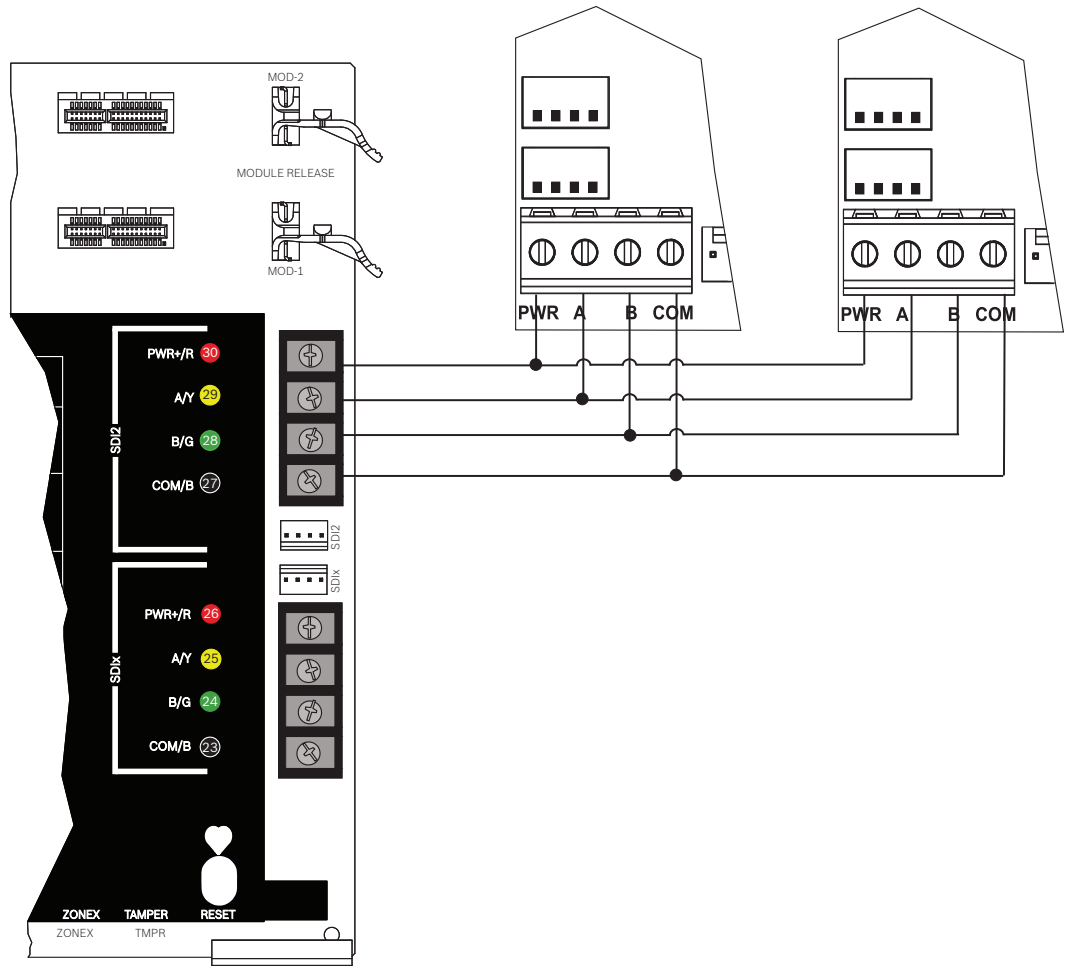 MOD-2
MODULE RELEASE
MOD-1
PWR A B COM
PWR A B COM
SDI2
PWR+/R 30
A/Y 29
B/G 28
COM/B 27
SDI2
SDIx
SDIx
PWR+/R 26
A/Y 25
B/G 24
COM/B 23
ZONEX TAMPER RESET
ZONEX TMPR